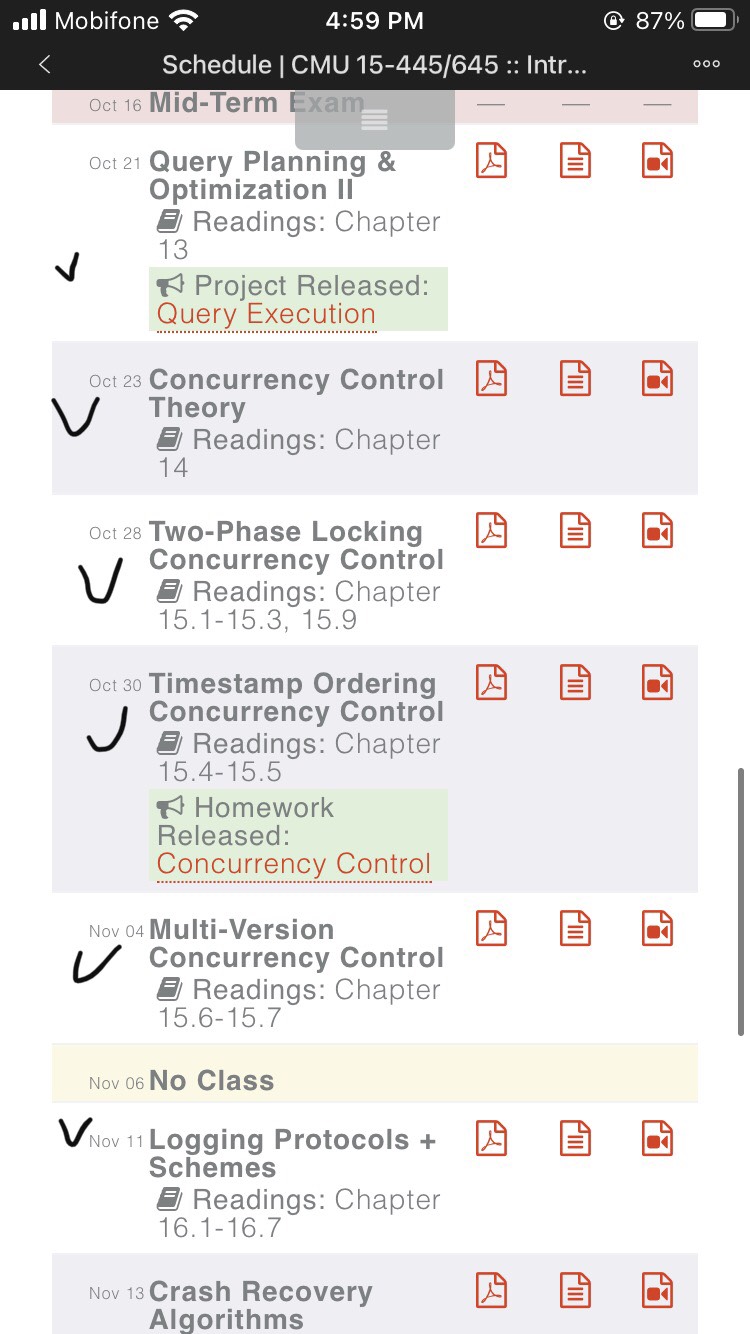 Mobifone 4:59 PM 87%
Schedule | CMU 15-445/645 :: Intr...
Oct 16 Mid-Term Exam
Oct 21 Query Planning &
Optimization II
Readings: Chapter
13
Project Released:
Query Execution
Oct 23 Concurrency Control
Theory
Readings: Chapter
14
Oct 28 Two-Phase Locking
Concurrency Control
Readings: Chapter
15.1-15.3, 15.9
Oct 30 Timestamp Ordering
Concurrency Control
Readings: Chapter
15.4-15.5
Homework
Released:
Concurrency Control
Nov 04 Multi-Version
Concurrency Control
Readings: Chapter
15.6-15.7
Nov 06 No Class
Nov 11 Logging Protocols +
Schemes
Readings: Chapter
16.1-16.7
Nov 13 Crash Recovery
Algorithms